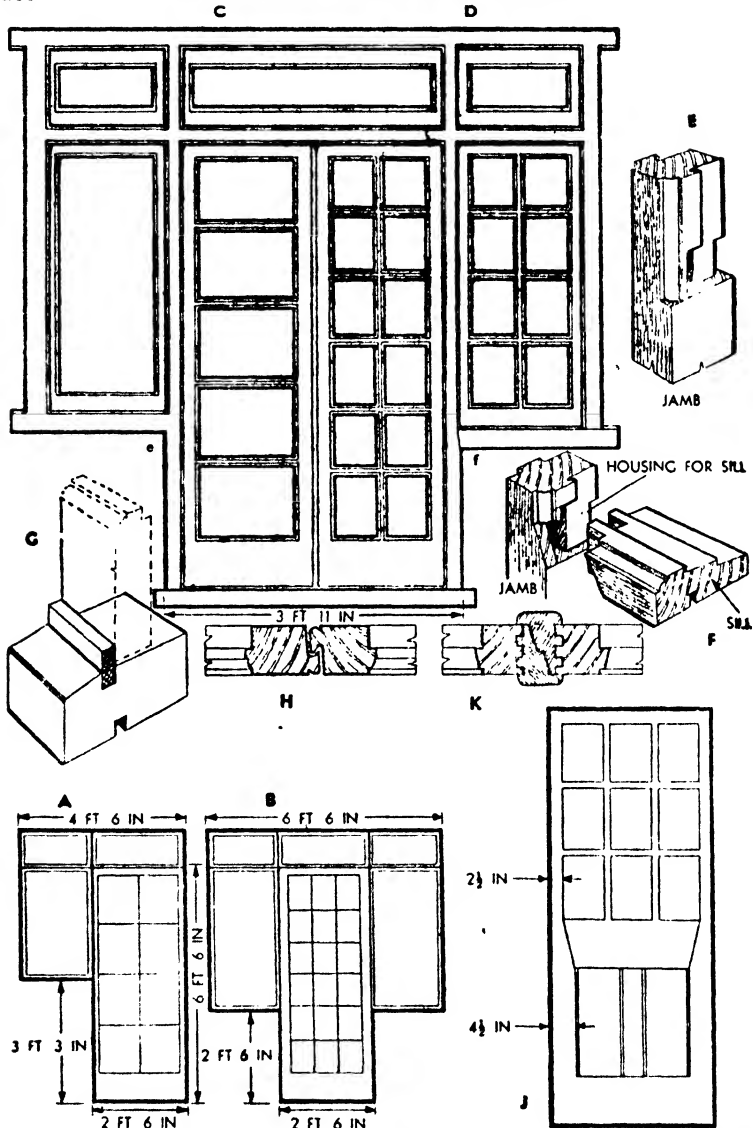 C D
E
JAMB
e f
HOUSING FOR SILL
G
JAMB
SILL
F
3 FT 11 IN
H K
A B
4 FT 6 IN 6 FT 6 IN
2½ IN
6 FT 6 IN
3 FT 3 IN
2 FT 6 IN
4½ IN
J
2 FT 6 IN 2 FT 6 IN